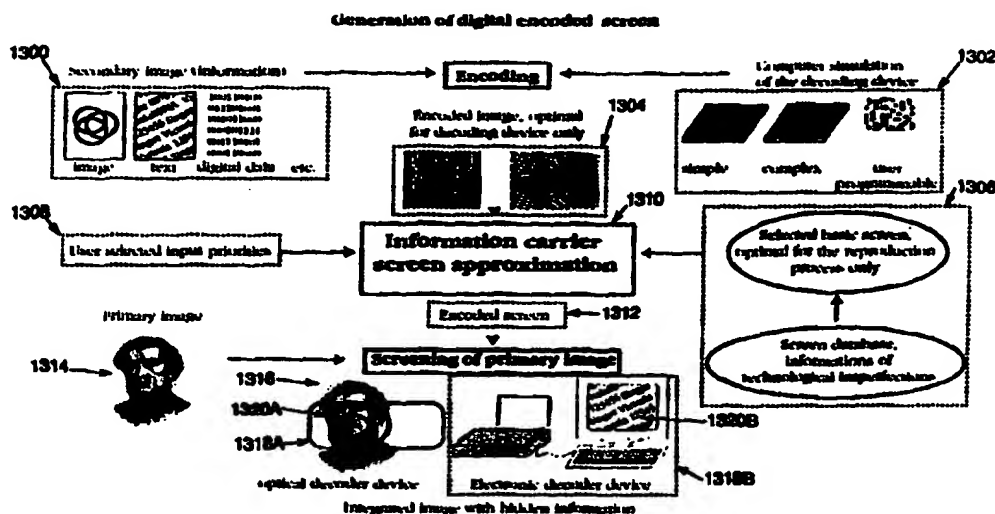 Generation of digital encoded screen
1300
Secondary image (information)
Encoding
Computer simulation
of the decoding device
1302
image
text
digital data
etc.
Encoded image, optimal
for decoding device only
1304
simple
complex
user
programmable
1306
1308
User selected input priorities
1310
Information carrier
screen approximation
Selected basic screen,
optimal for the reproduction
process only
Encoded screen
1312
Screen database,
informations of
technological imperfections
Primary image
1314
Screening of primary image
1316
1320A
1318A
1320B
1318B
optical decoder device
Electronic decoder device
Integrated image with hidden information